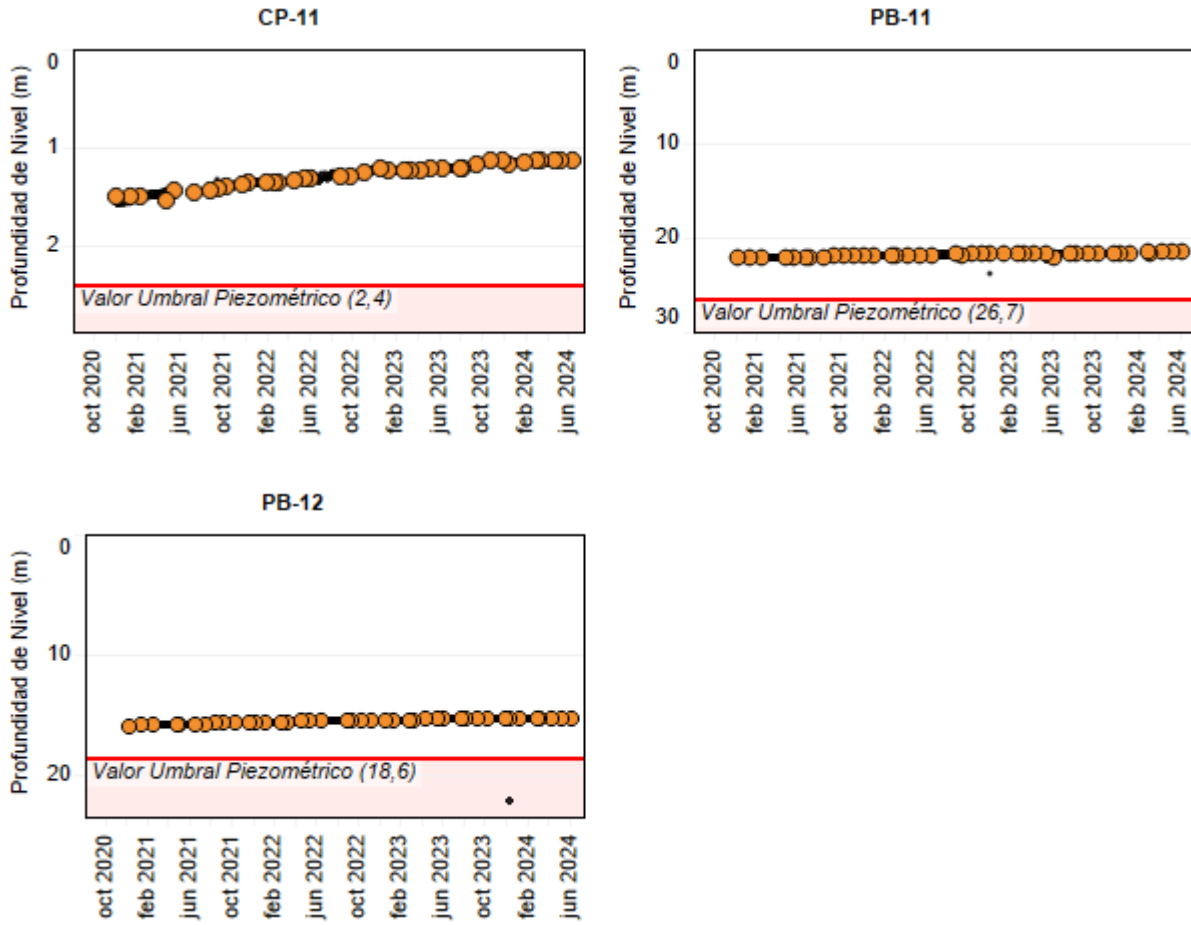 CP-11
Profundidad de Nivel (m)
0
1
2
Valor Umbral Piezométrico (2,4)
oct 2020
feb 2021
jun 2021
oct 2021
feb 2022
jun 2022
oct 2022
feb 2023
jun 2023
oct 2023
feb 2024
jun 2024
PB-11
Profundidad de Nivel (m)
0
10
20
30
Valor Umbral Piezométrico (26,7)
oct 2020
feb 2021
jun 2021
oct 2021
feb 2022
jun 2022
oct 2022
feb 2023
jun 2023
oct 2023
feb 2024
jun 2024
PB-12
Profundidad de Nivel (m)
0
10
20
Valor Umbral Piezométrico (18,6)
oct 2020
feb 2021
jun 2021
oct 2021
feb 2022
jun 2022
oct 2022
feb 2023
jun 2023
oct 2023
feb 2024
jun 2024